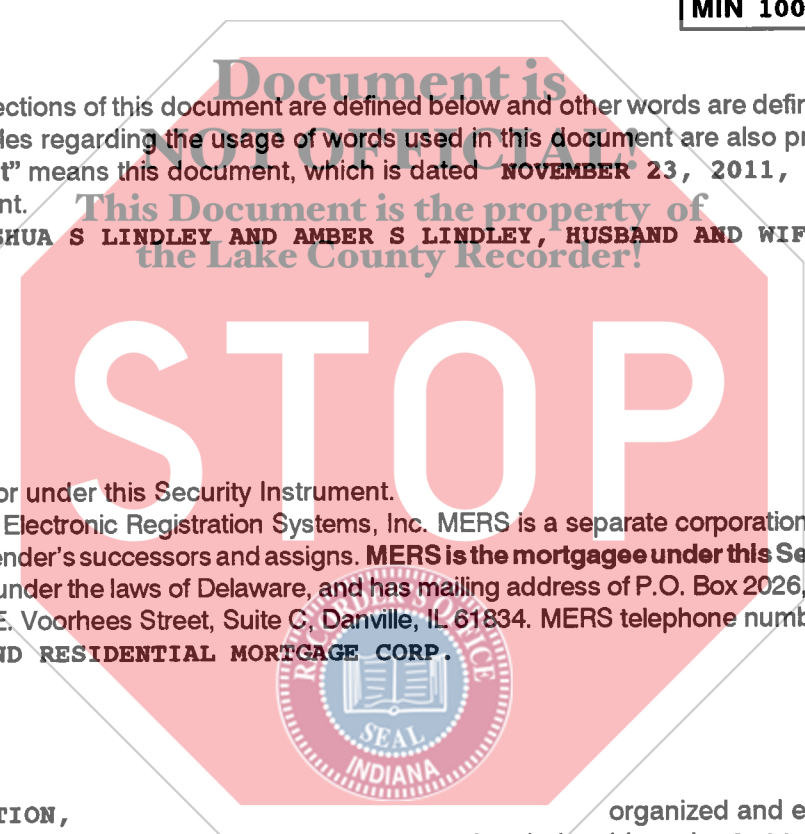 MIN 100
Document is
ections of this document are defined below and other words are defin
NOT OFFICIAL!
les regarding the usage of words used in this document are also pr
t” means this document, which is dated NOVEMBER 23, 2011,
nt.
This Document is the property of
SHUA S LINDLEY AND AMBER S LINDLEY, HUSBAND AND WIF
the Lake County Recorder!
STOP
or under this Security Instrument.
Electronic Registration Systems, Inc. MERS is a separate corporation
ender's successors and assigns. MERS is the mortgagee under this Se
under the laws of Delaware, and has mailing address of P.O. Box 2026,
E. Voorhees Street, Suite C, Danville, IL 61834. MERS telephone numb
ND RESIDENTIAL MORTGAGE CORP.
RECORDER'S OFFICE
SEAL
INDIANA
TION,
organized and e